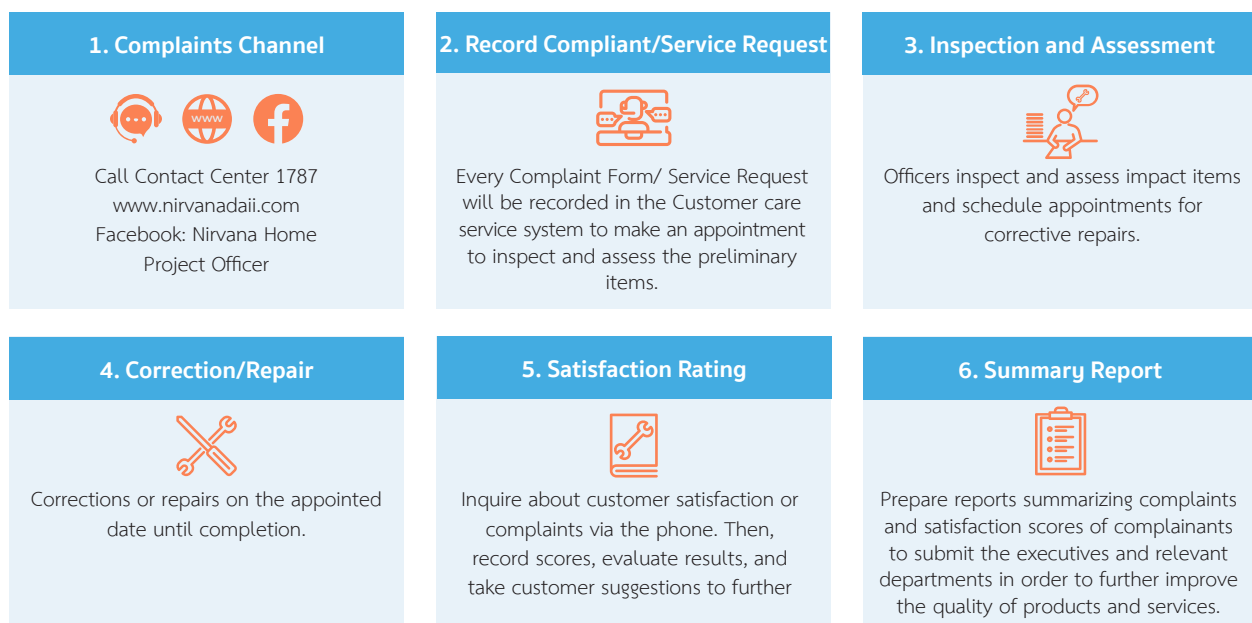 1. Complaints Channel
www
Call Contact Center 1787
www.nirvanadaii.com
Facebook: Nirvana Home
Project Officer
2. Record Compliant/Service Request
Every Complaint Form/ Service Request
will be recorded in the Customer care
service system to make an appointment
to inspect and assess the preliminary
items.
3. Inspection and Assessment
Officers inspect and assess impact items
and schedule appointments for
corrective repairs.
4. Correction/Repair
Corrections or repairs on the appointed
date until completion.
5. Satisfaction Rating
Inquire about customer satisfaction or
complaints via the phone. Then,
record scores, evaluate results, and
take customer suggestions to further
6. Summary Report
Prepare reports summarizing complaints
and satisfaction scores of complainants
to submit the executives and relevant
departments in order to further improve
the quality of products and services.